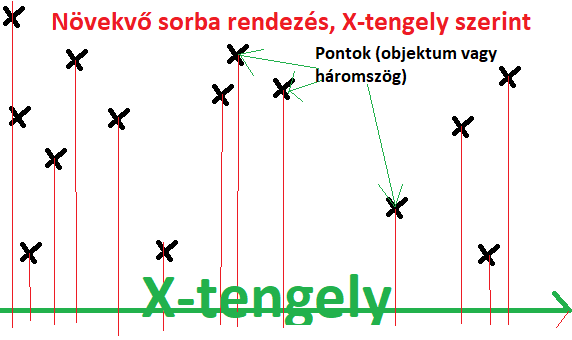 Növekvő sorba rendezés, X-tengely szerint
Pontok (objektum vagy
háromszög)
X-tengely